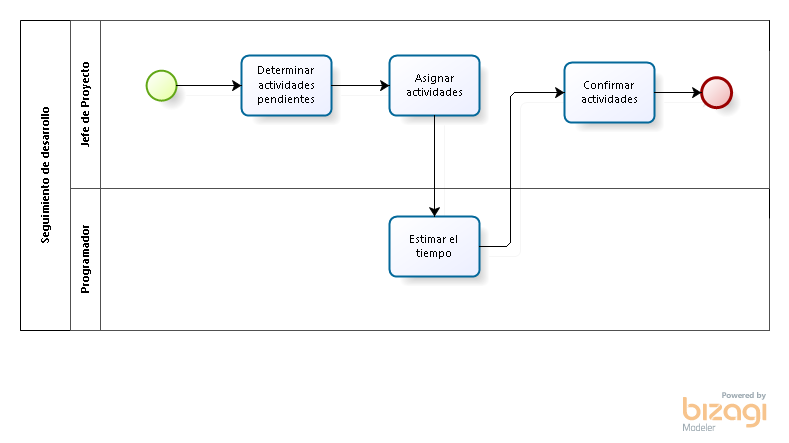 Seguimiento de desarrollo
Jefe de Proyecto
Determinar
actividades
pendientes
Asignar
actividades
Confirmar
actividades
Programador
Estimar el
tiempo
Powered by
bizagi
Modeler